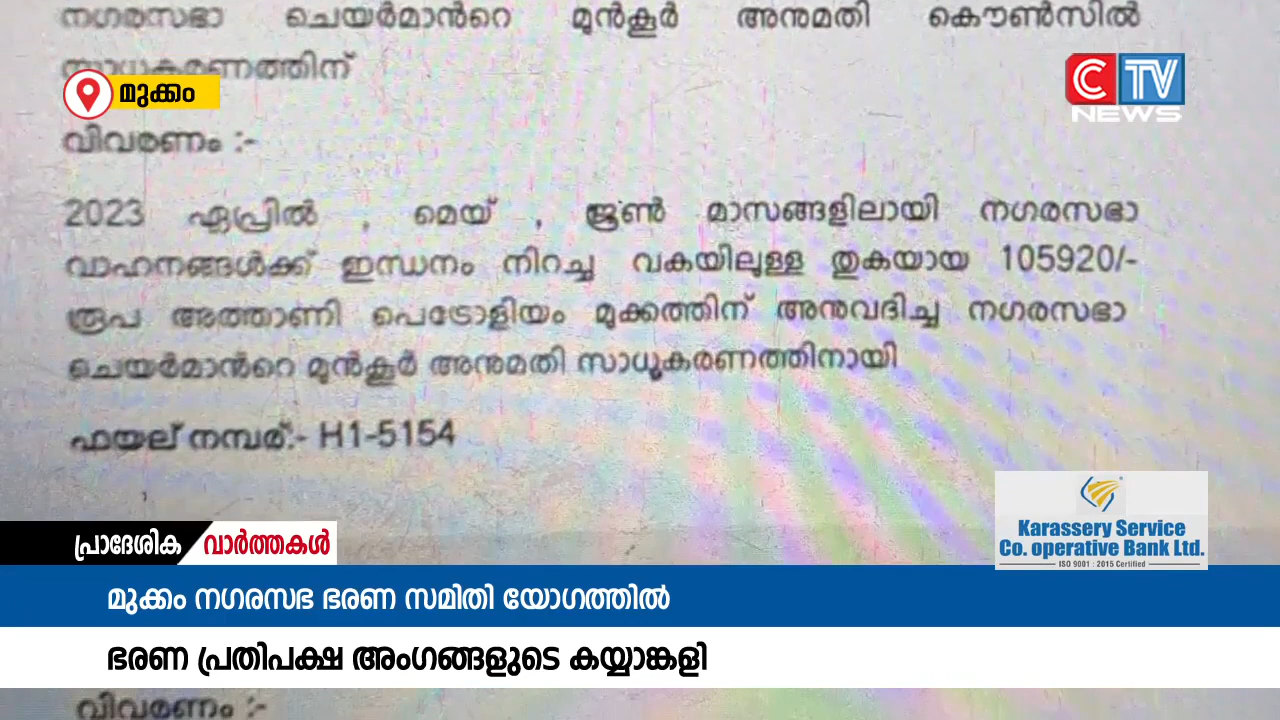 നഗരസഭാ ചെയർമാൻറെ മുൻകൂർ അനുമതി കൌൺസിൽ
സാധുകരണത്തിന്
മുക്കം
CTV
NEWS
വിവരണം :-
2023 ഏപ്രിൽ , മെയ് , ജൂൺ മാസങ്ങളിലായി നഗരസഭാ
വാഹനങ്ങൾക്ക് ഇന്ധനം നിറച്ച വകയിലുള്ള തുകയായ 105920/-
രൂപ അത്താണി പെട്രോളിയം മുക്കത്തിന് അനുവദിച്ച നഗരസഭാ
ചെയർമാൻറെ മുൻകൂർ അനുമതി സാധൂകരണത്തിനായി
ഫയല് നമ്പര്:- H1-5154
Karassery Service
Co. operative Bank Ltd.
ISO 9001 : 2015 Certified
പ്രാദേശിക വാർത്തകൾ
മുക്കം നഗരസഭ ഭരണ സമിതി യോഗത്തിൽ
ഭരണ പ്രതിപക്ഷ അംഗങ്ങളുടെ കയ്യാങ്കളി
വിവരണം :-